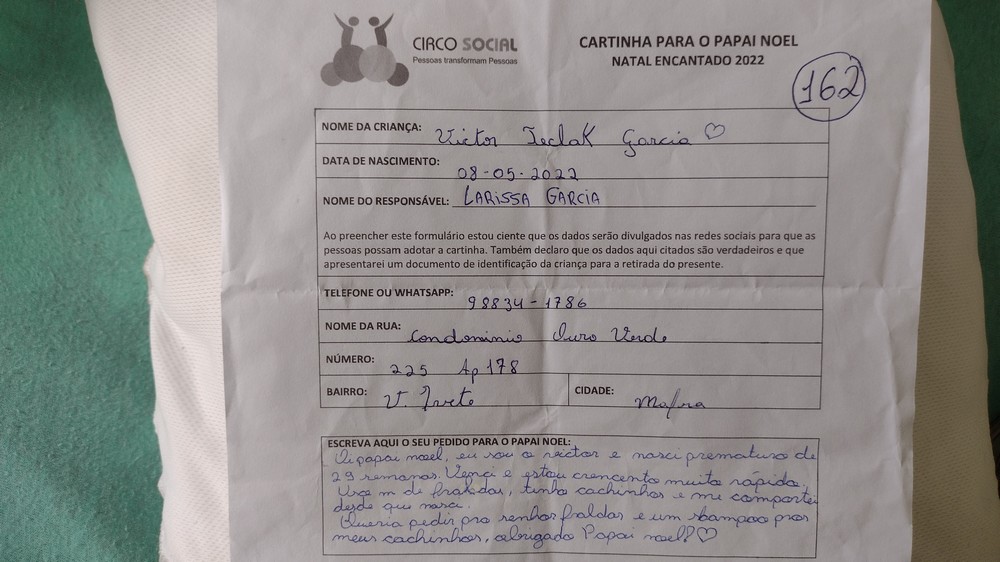 CIRCO SOCIAL
Pessoas transformam Pessoas
CARTINHA PARA O PAPAI NOEL
NATAL ENCANTADO 2022
162
NOME DA CRIANÇA: Victor Teclak Garcia ♡
DATA DE NASCIMENTO: 08-05-2022
NOME DO RESPONSÁVEL: LARISSA GARCIA
Ao preencher este formulário estou ciente que os dados serão divulgados nas redes sociais para que as
pessoas possam adotar a cartinha. Também declaro que os dados aqui citados são verdadeiros e que
apresentarei um documento de identificação da criança para a retirada do presente.
TELEFONE OU WHATSAPP: 98834-1786
NOME DA RUA: Condominio Ouro Verde
NÚMERO: 225 Ap 178
BAIRRO: V. Ivete CIDADE: Mafra
ESCREVA AQUI O SEU PEDIDO PARA O PAPAI NOEL:
Oi papai noel, eu sou o victor e nasci prematuro de
29 semanas. Venci e estou crencento muito rápido.
Uso m de fraldas, tenho cachinhos e me comportei
desde que nasci.
Queria pedir pro senhor fraldas e um shampoo pros
meus cachinhos, obrigado Papai noel!! ♡